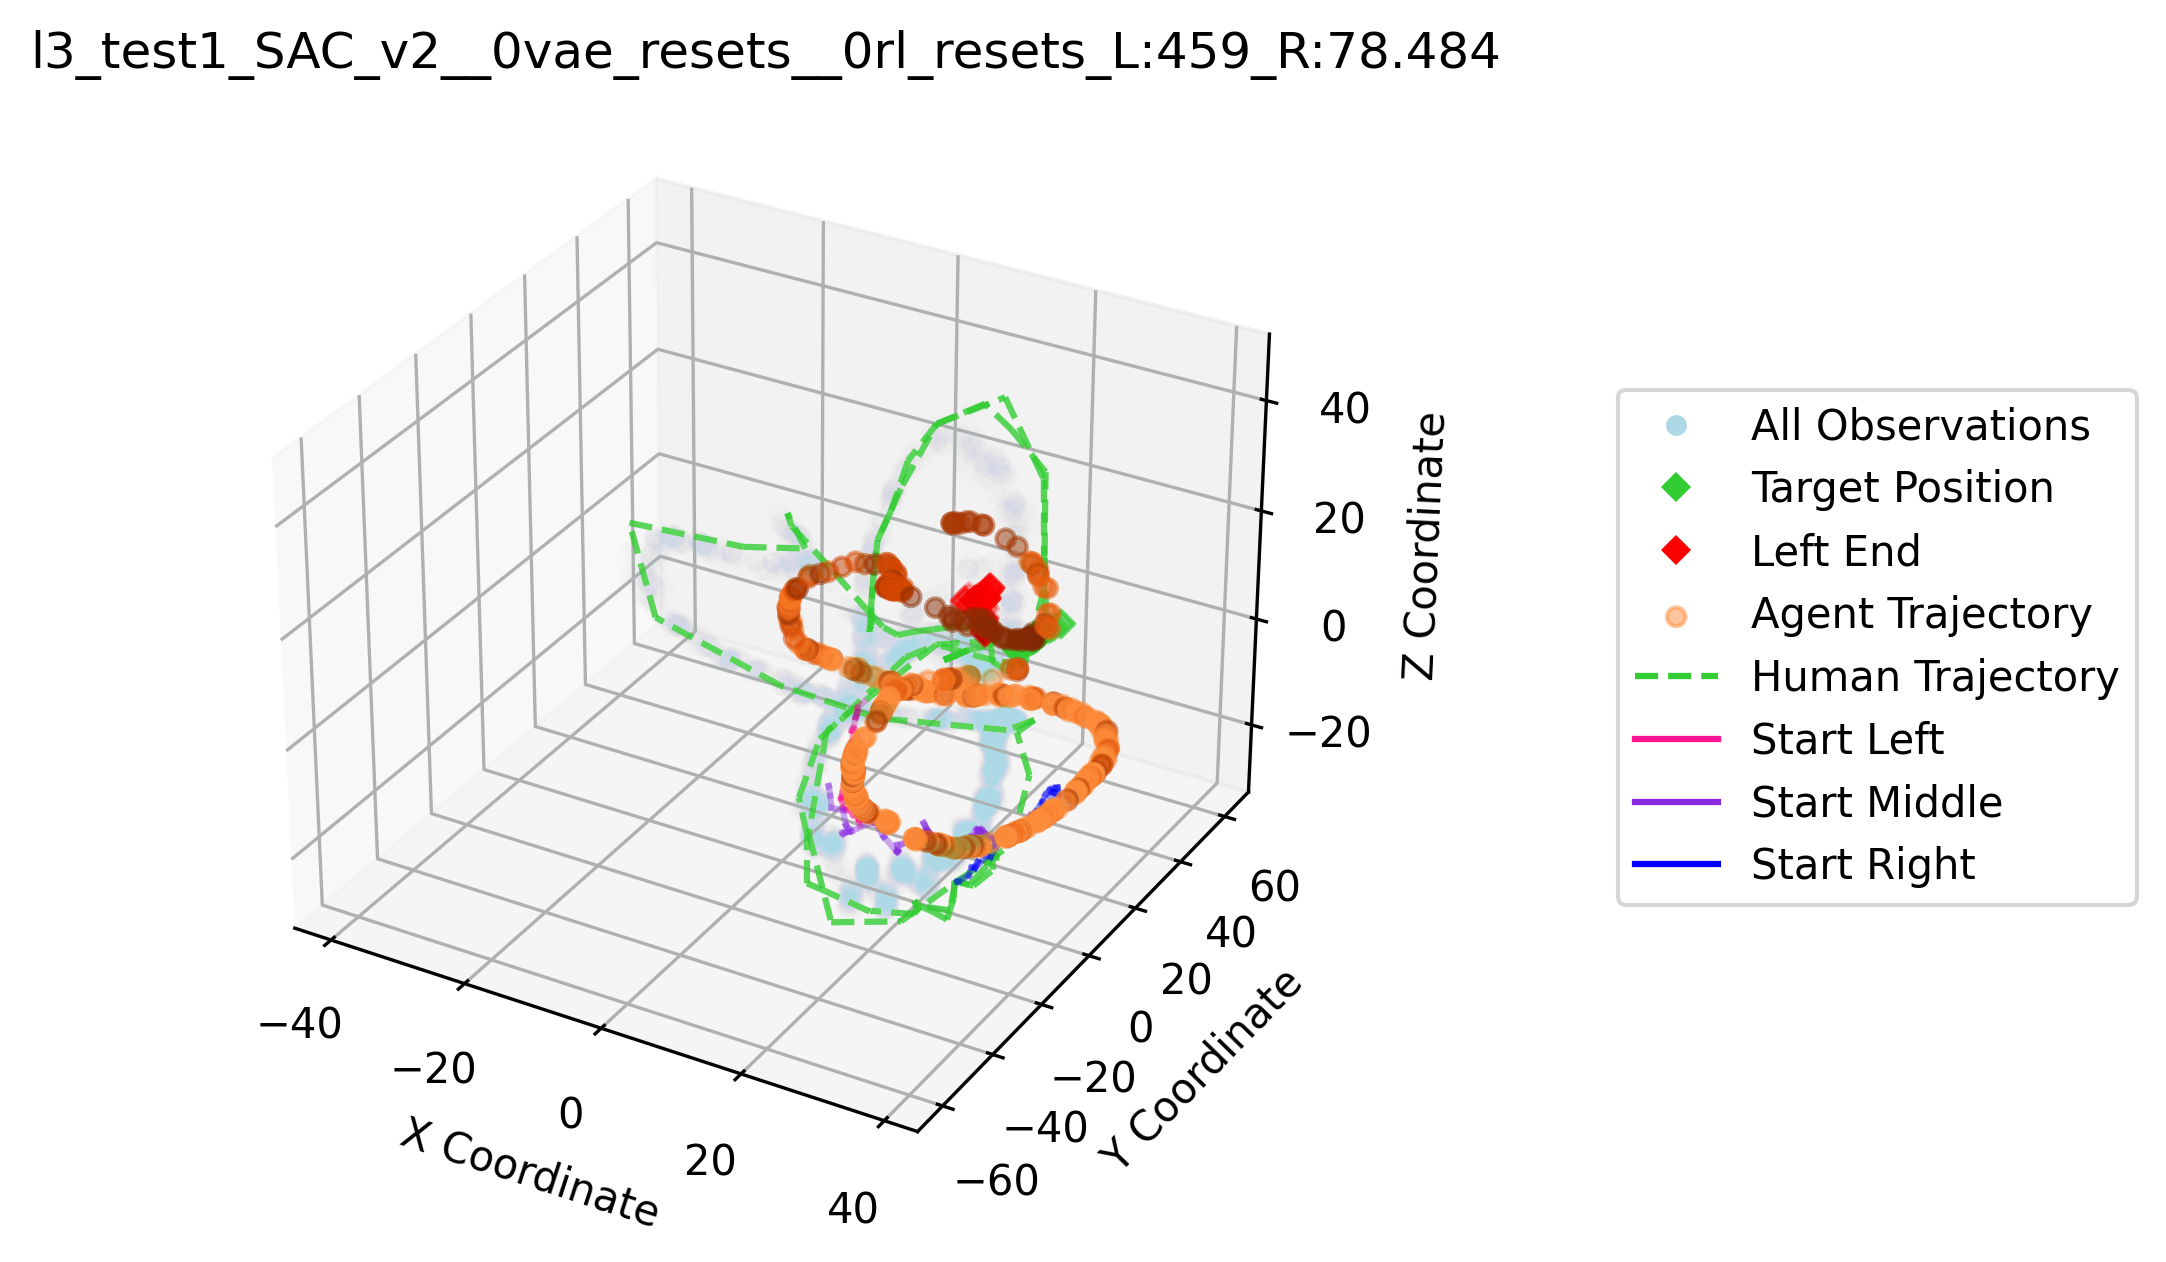 l3_test1_SAC_v2__0vae_resets__0rl_resets_L:459_R:78.484
40
20
0
−20
Z Coordinate
60
40
20
0
−20
−40
−60
Y Coordinate
−40
−20
0
20
40
X Coordinate
All Observations
Target Position
Left End
Agent Trajectory
Human Trajectory
Start Left
Start Middle
Start Right